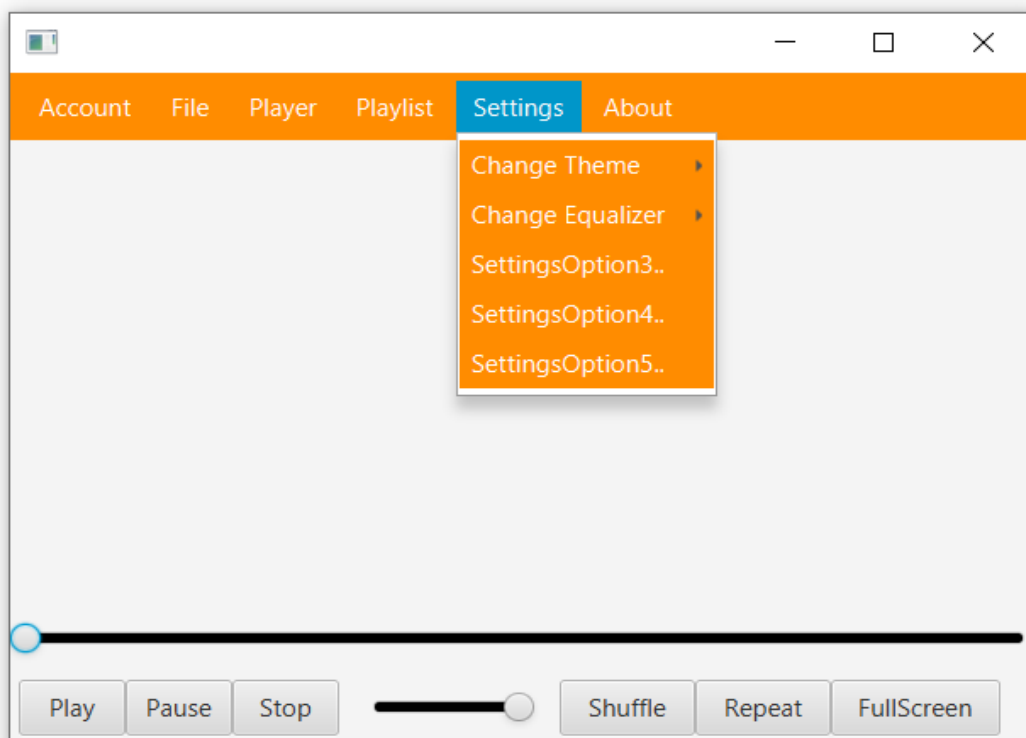 Account File Player Playlist Settings About
Change Theme
Change Equalizer
SettingsOption3..
SettingsOption4..
SettingsOption5..
Play Pause Stop Shuffle Repeat FullScreen